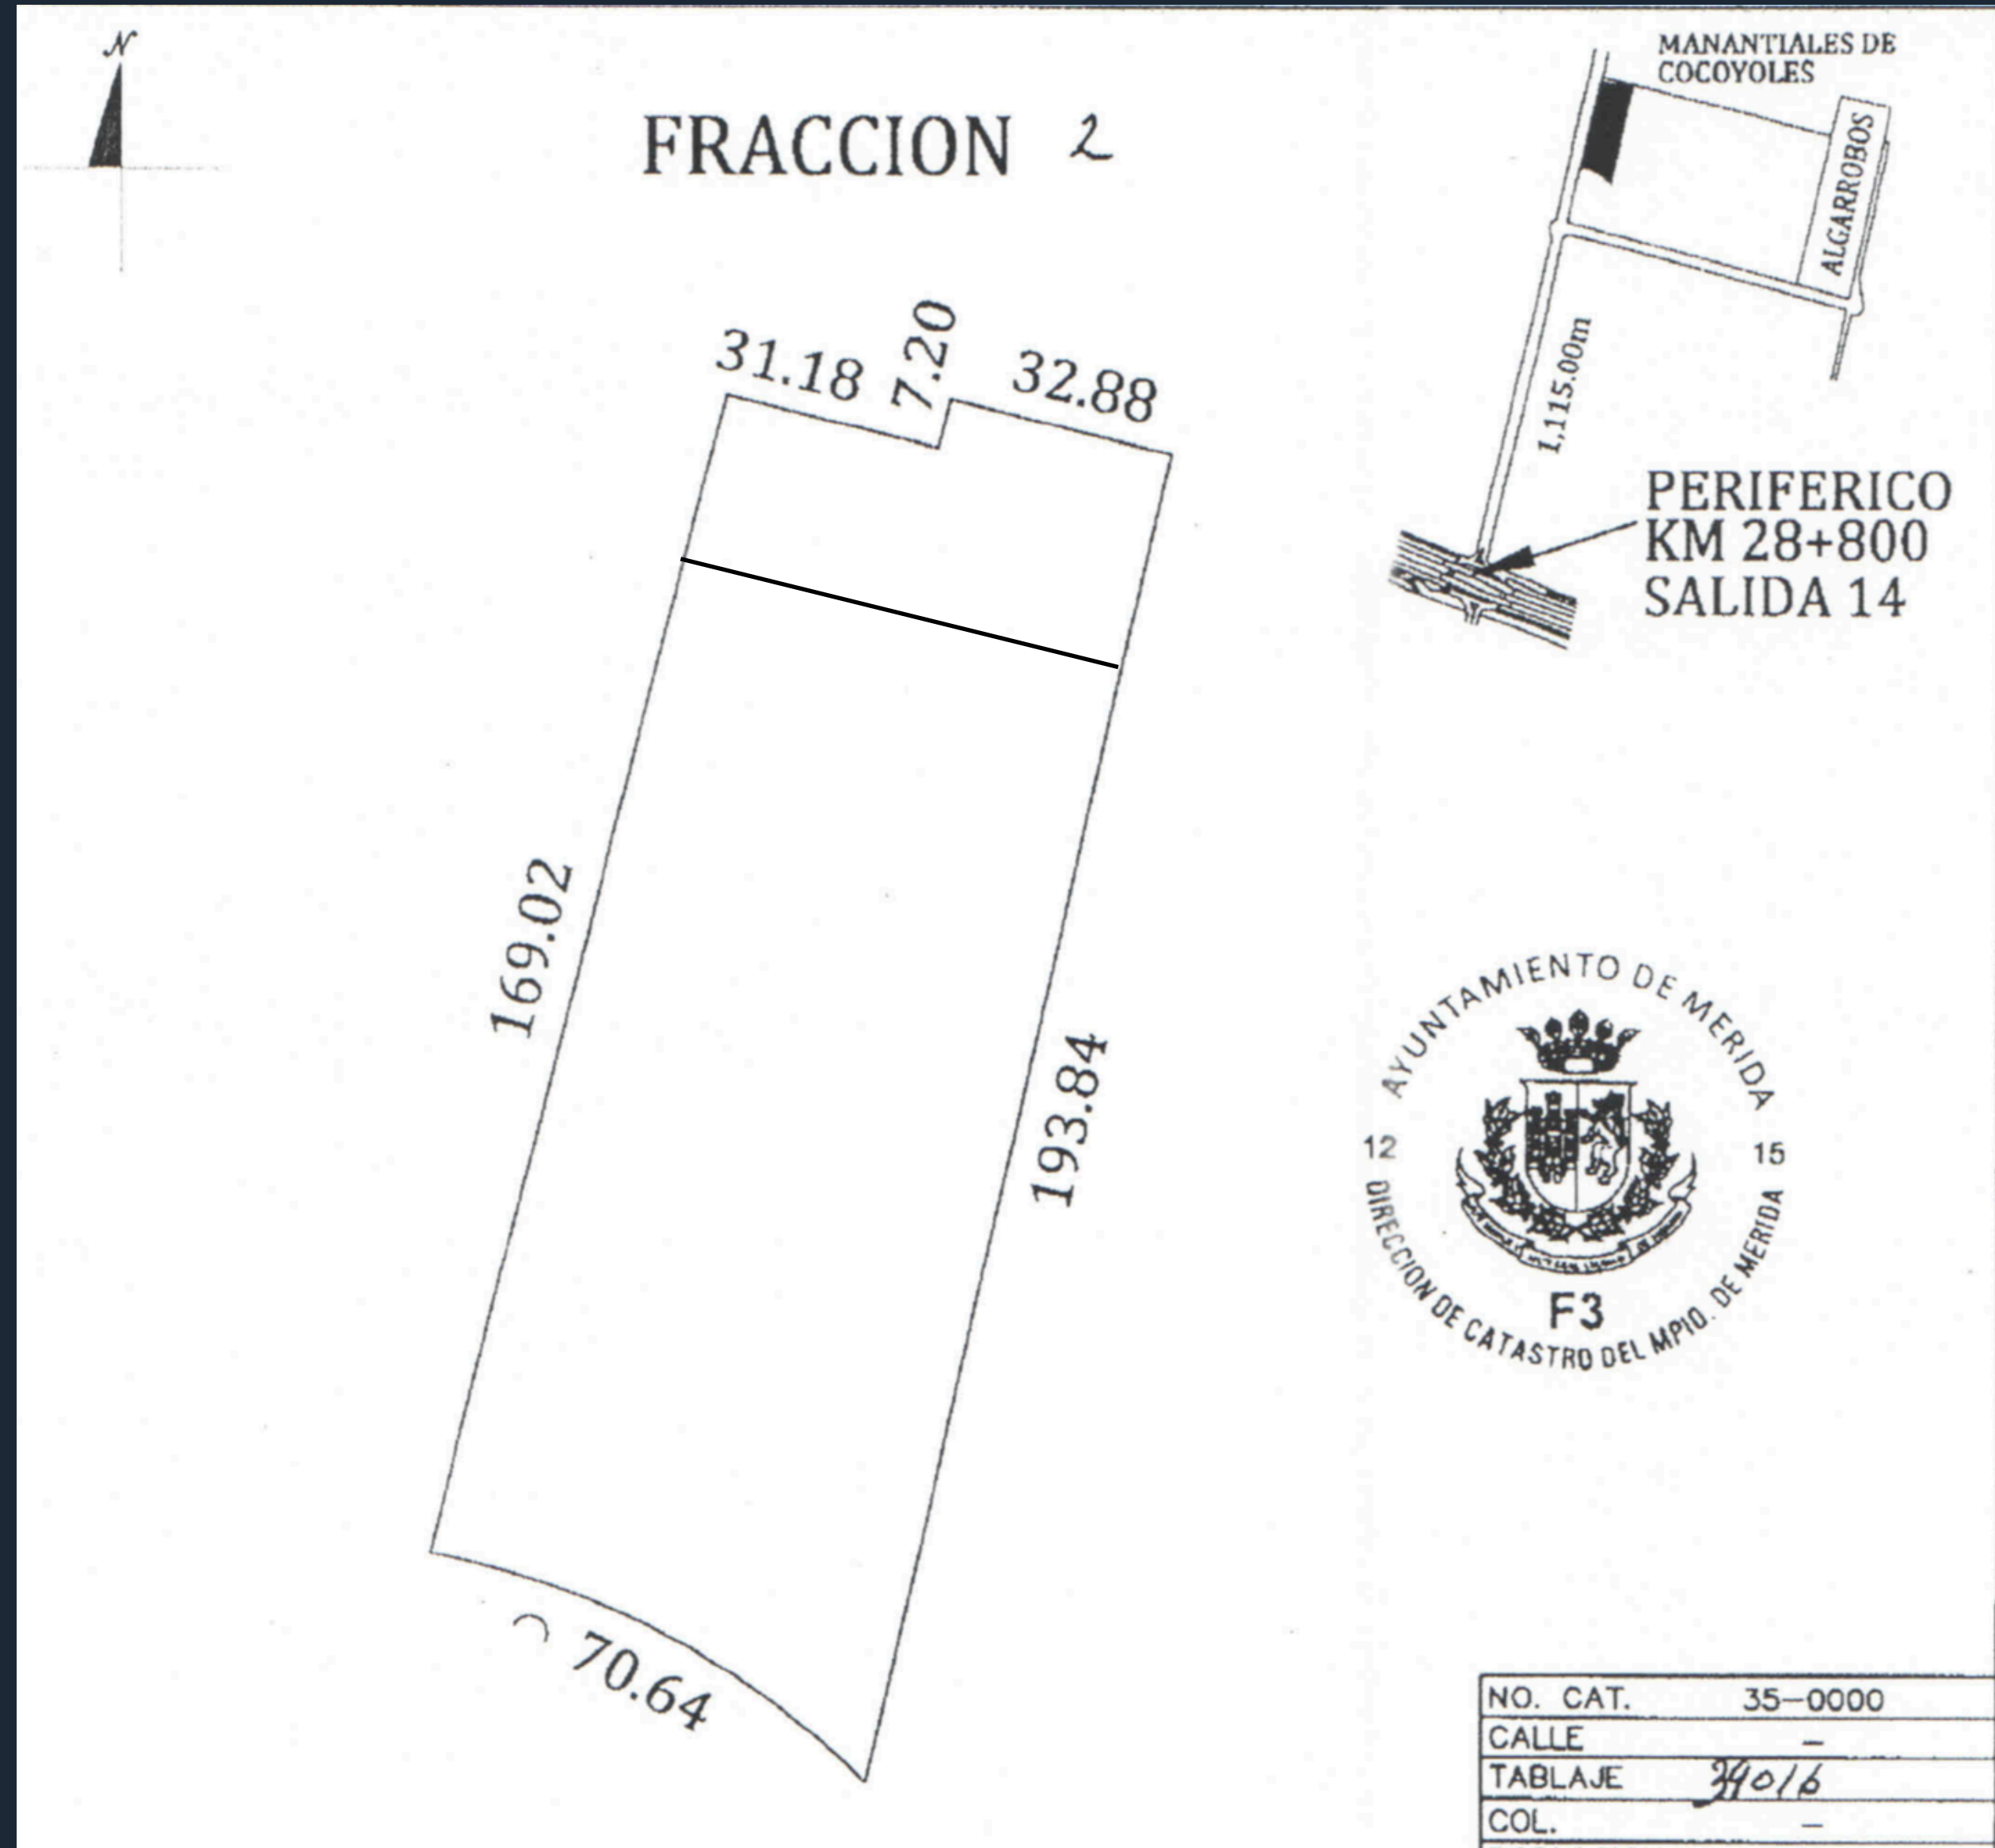 N
FRACCION 2
MANANTIALES DE
COCOYOLES
ALGARROBOS
1,115.00m
PERIFERICO
KM 28+800
SALIDA 14
31.18
7.20
32.88
169.02
193.84
70.64
AYUNTAMIENTO DE MERIDA
12
15
F3
DIRECCION DE CATASTRO DEL MPIO. DE MERIDA
NO. CAT. 35-0000
CALLE -
TABLAJE 34016
COL. -